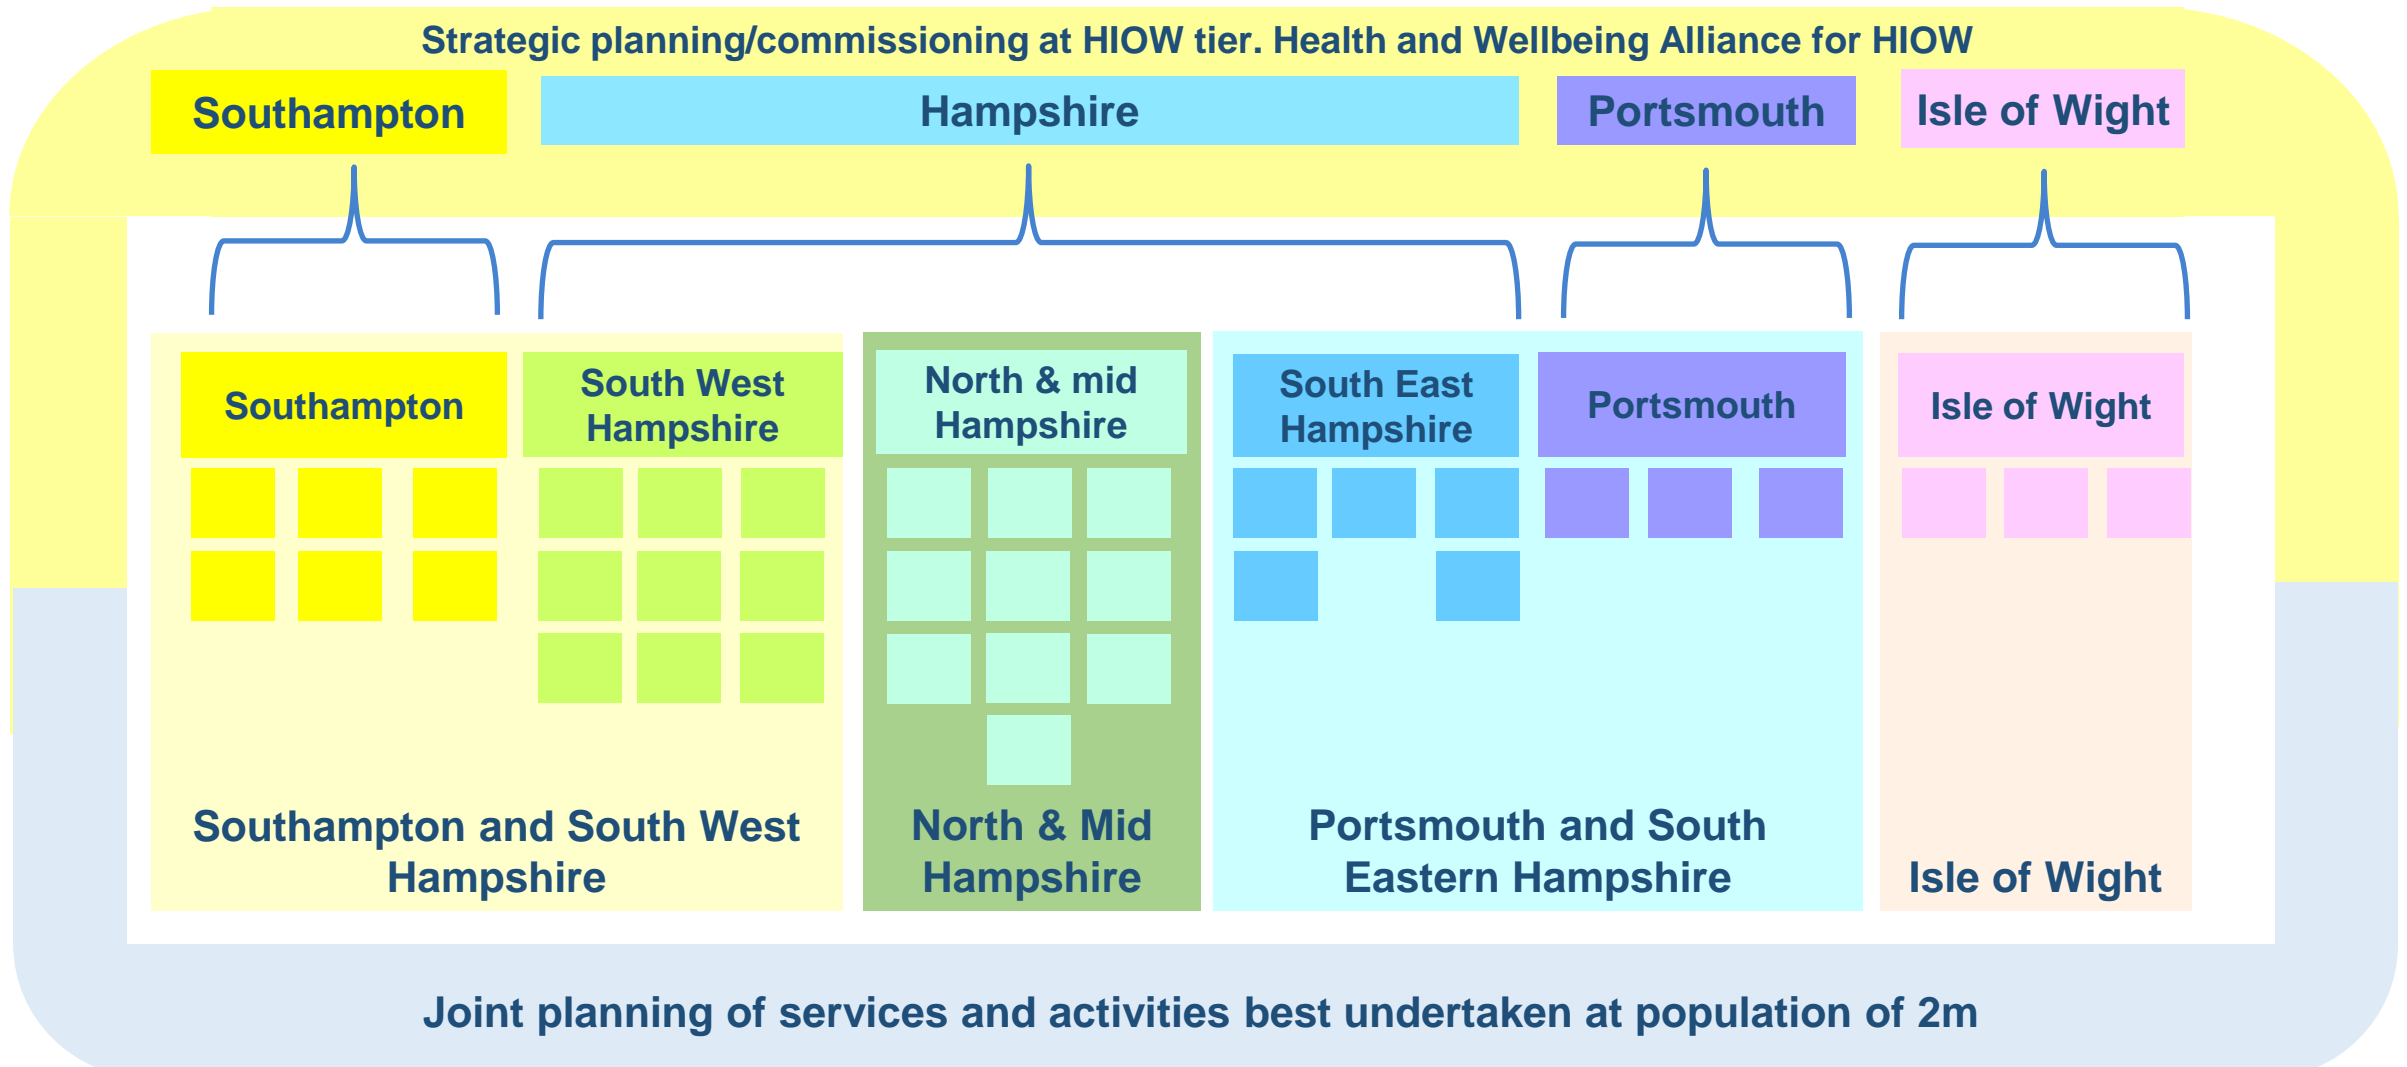 Strategic planning/commissioning at HIOW tier. Health and Wellbeing Alliance for HIOW
Southampton
Hampshire
Portsmouth
Isle of Wight
Southampton
South West
Hampshire
North & mid
Hampshire
South East
Hampshire
Portsmouth
Isle of Wight
Southampton and South West
Hampshire
North & Mid
Hampshire
Portsmouth and South
Eastern Hampshire
Isle of Wight
Joint planning of services and activities best undertaken at population of 2m